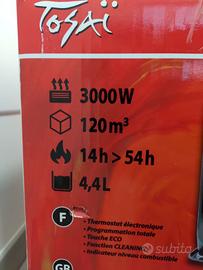 Tosaï
3000W
120m³
14h > 54h
4,4L
F
• Thermostat électronique
• Programmation totale
• Touche ECO
• Fonction CLEANING
• Indicateur niveau combustible
GB
subito